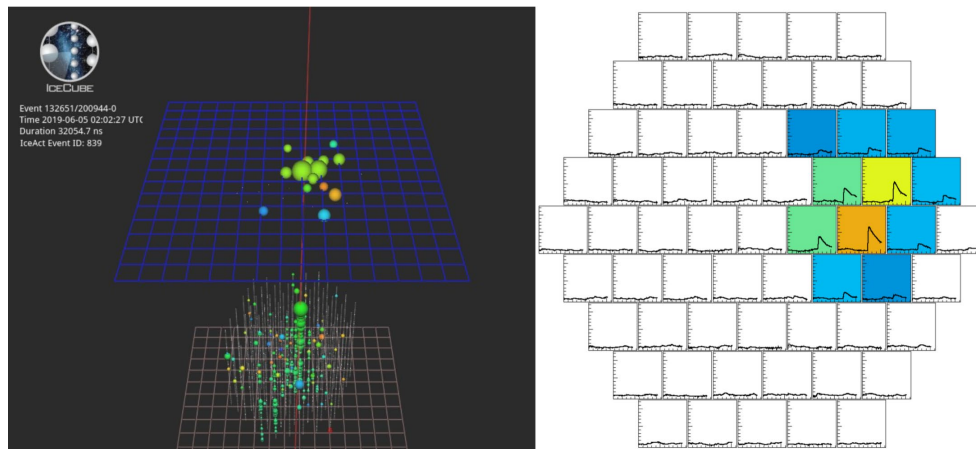 ICECUBE
Event 132651/200944-0
Time 2019-06-05 02:02:27 UTC
Duration 32054.7 ns
IceAct Event ID: 839